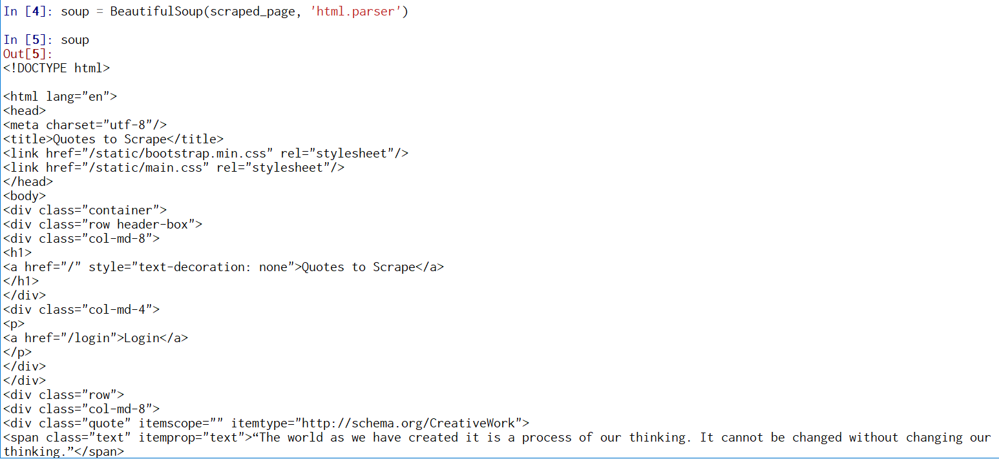 In [4]: soup = BeautifulSoup(scraped_page, 'html.parser')
In [5]: soup
Out[5]:
<!DOCTYPE html>
<html lang="en">
<head>
<meta charset="utf-8"/>
<title>Quotes to Scrape</title>
<link href="/static/bootstrap.min.css" rel="stylesheet"/>
<link href="/static/main.css" rel="stylesheet"/>
</head>
<body>
<div class="container">
<div class="row header-box">
<div class="col-md-8">
<h1>
<a href="/" style="text-decoration: none">Quotes to Scrape</a>
</h1>
</div>
<div class="col-md-4">
<p>
<a href="/login">Login</a>
</p>
</div>
</div>
<div class="row">
<div class="col-md-8">
<div class="quote" itemscope="" itemtype="http://schema.org/CreativeWork">
<span class="text" itemprop="text">“The world as we have created it is a process of our thinking. It cannot be changed without changing our
thinking.”</span>